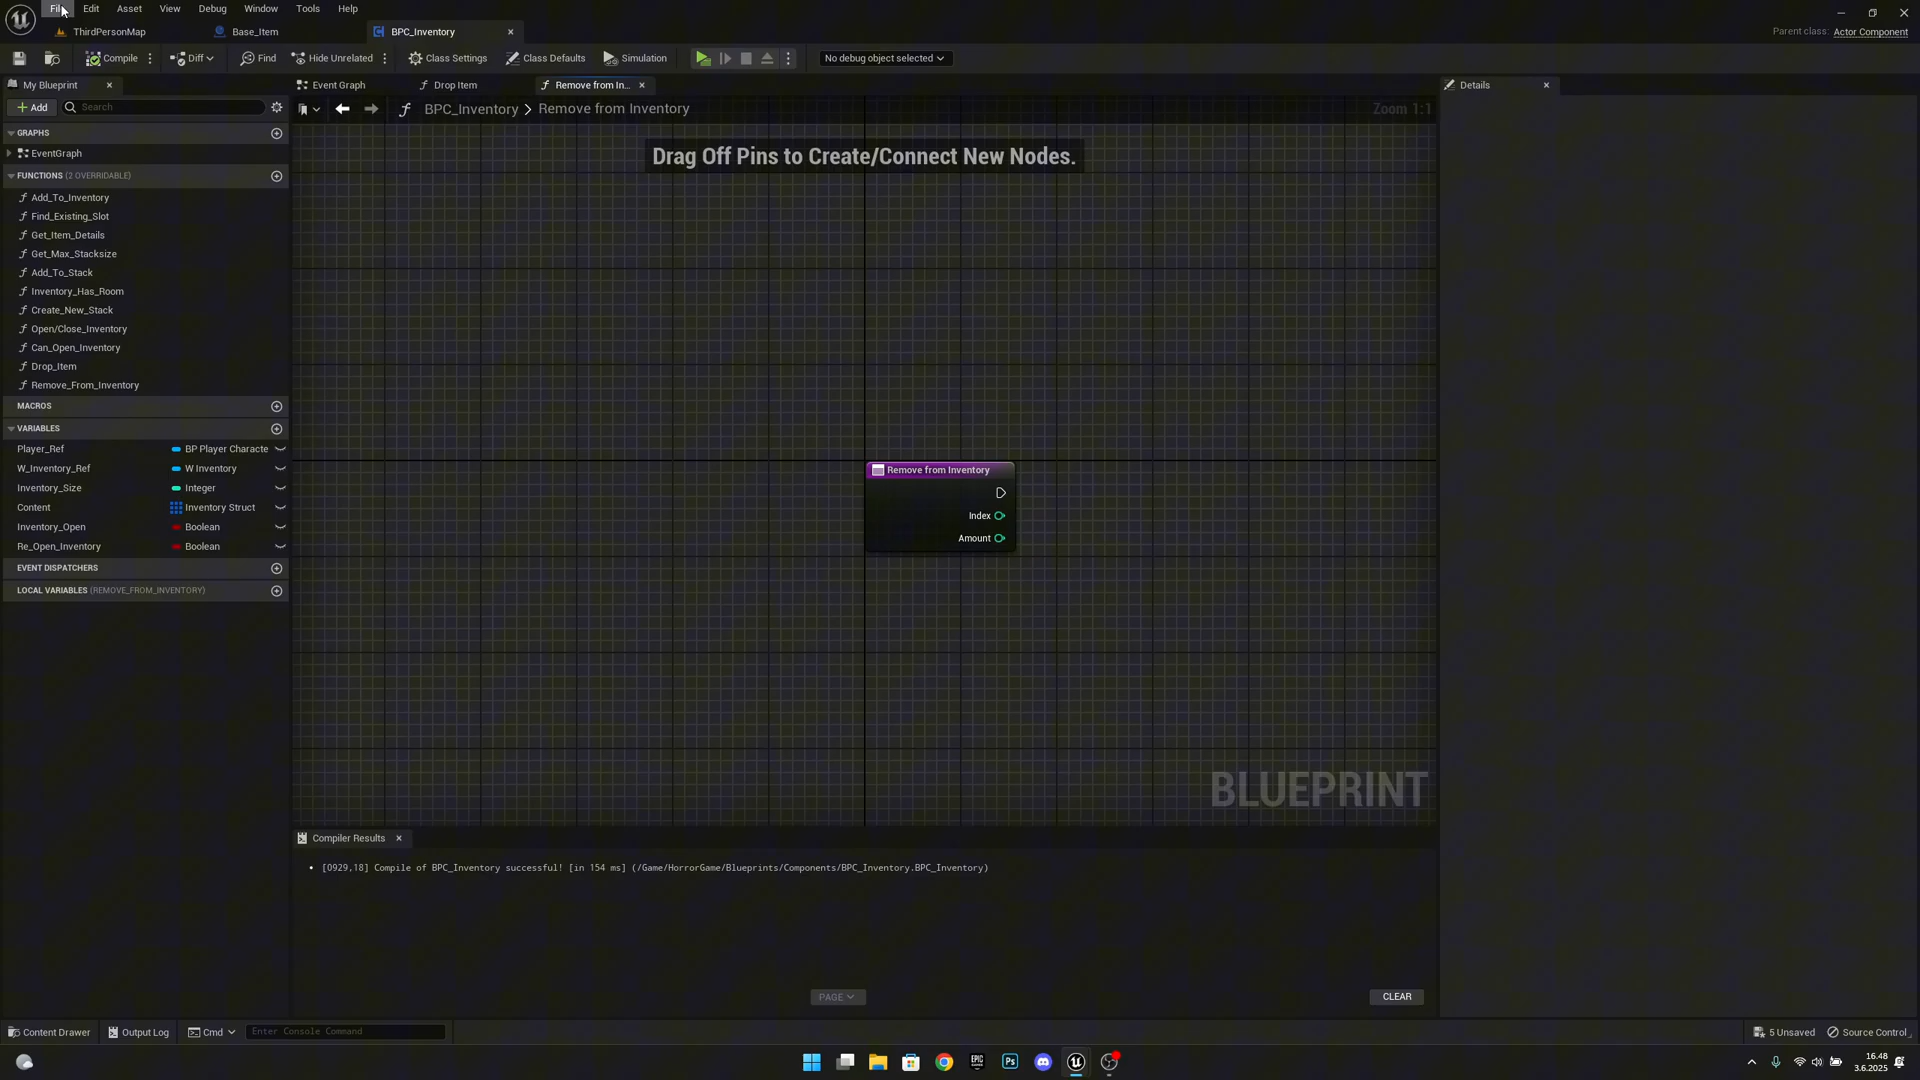 File Edit Asset View Debug Window Tools Help
ThirdPersonMap Base_Item BPC_Inventory
Parent class: Actor Component
Compile Diff Find Hide Unrelated Class Settings Class Defaults Simulation No debug object selected
My Blueprint
Event Graph Drop Item Remove from In...
Details
Add Search
BPC_Inventory > Remove from Inventory
Zoom 1:1
GRAPHS
EventGraph
FUNCTIONS (2 OVERRIDABLE)
Add_To_Inventory
Find_Existing_Slot
Get_Item_Details
Get_Max_Stacksize
Add_To_Stack
Inventory_Has_Room
Create_New_Stack
Open/Close_Inventory
Can_Open_Inventory
Drop_Item
Remove_From_Inventory
MACROS
VARIABLES
Player_Ref BP Player Characte
W_Inventory_Ref W Inventory
Inventory_Size Integer
Content Inventory Struct
Inventory_Open Boolean
Re_Open_Inventory Boolean
EVENT DISPATCHERS
LOCAL VARIABLES (REMOVE_FROM_INVENTORY)
Drag Off Pins to Create/Connect New Nodes.
Remove from Inventory
Index
Amount
BLUEPRINT
Compiler Results
• [0929,18] Compile of BPC_Inventory successful! [in 154 ms] (/Game/HorrorGame/Blueprints/Components/BPC_Inventory.BPC_Inventory)
PAGE
CLEAR
Content Drawer Output Log Cmd Enter Console Command
5 Unsaved Source Control
EPIC
Ps
16.48
3.6.2025